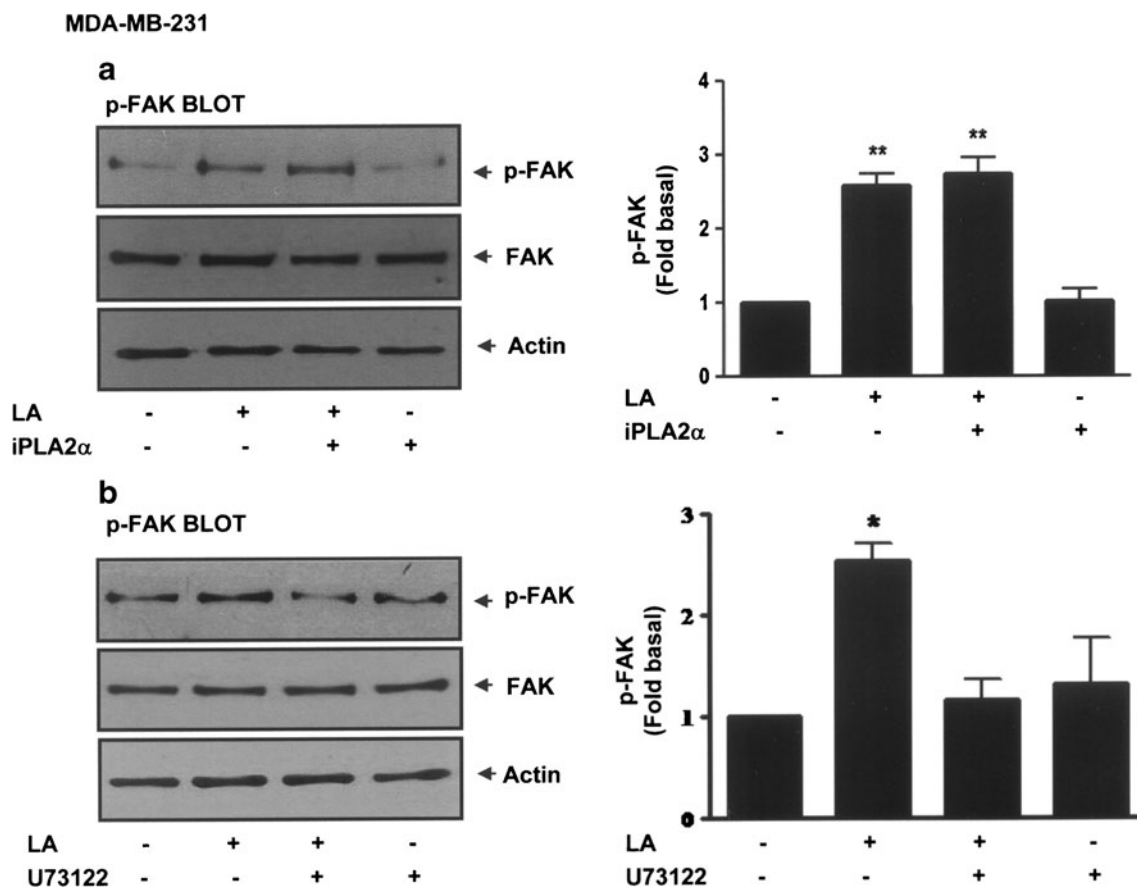 MDA-MB-231
a
p-FAK BLOT
p-FAK
FAK
Actin
LA - + + -
iPLA2α - - + +
4
3
2
1
0
p-FAK
(Fold basal)
** **
LA - + + -
iPLA2α - - + +
b
p-FAK BLOT
p-FAK
FAK
Actin
LA - + + -
U73122 - - + +
3
2
1
0
p-FAK
(Fold basal)
*
LA - + + -
U73122 - - + +